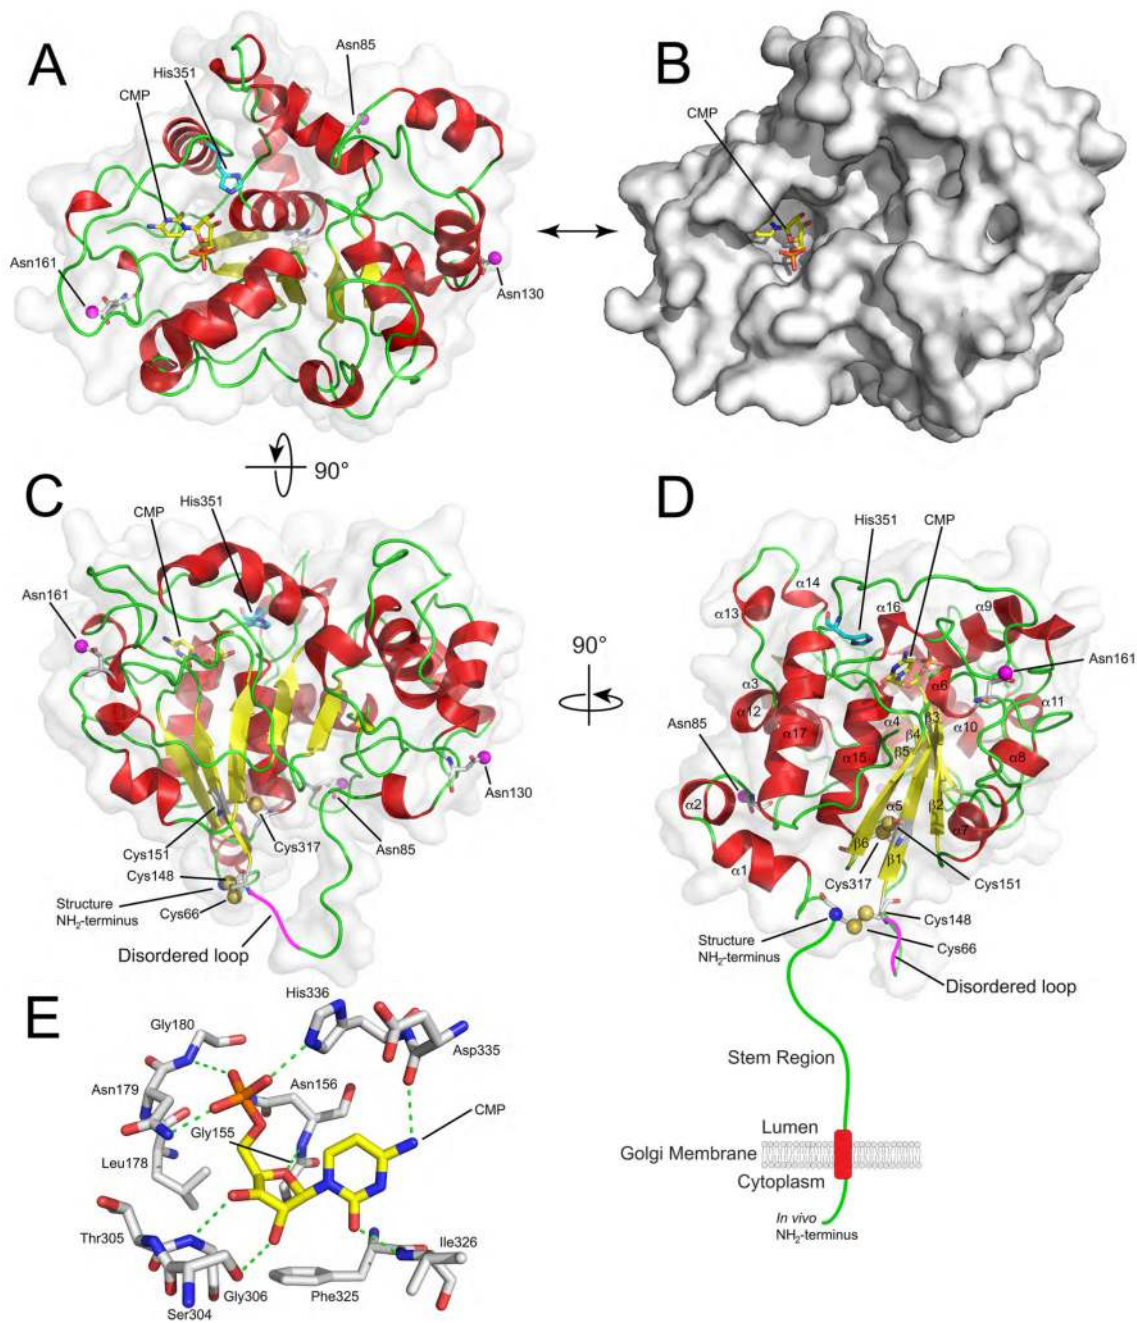 A
Asn85
His351
CMP
Asn161
Asn130
B
CMP
90°
C
His351
CMP
Asn161
Asn130
Cys151
Cys317
Asn85
Cys148
Structure
NH₂-terminus
Cys66
Disordered loop
90°
D
CMP
His351
α14
α13
α16
α9
Asn161
α3
α6
α12
α4
β3
α11
Asn85
α17
β4
α10
β5
α15
α8
α2
α5
β2
α7
β6
β1
α1
Cys317
Cys151
Cys148
Structure
NH₂-terminus
Cys66
Disordered loop
Stem Region
Lumen
Golgi Membrane
Cytoplasm
In vivo
NH₂-terminus
E
His336
Gly180
Asp335
Asn179
Asn156
CMP
Gly155
Leu178
Thr305
Ile326
Gly306
Phe325
Ser304